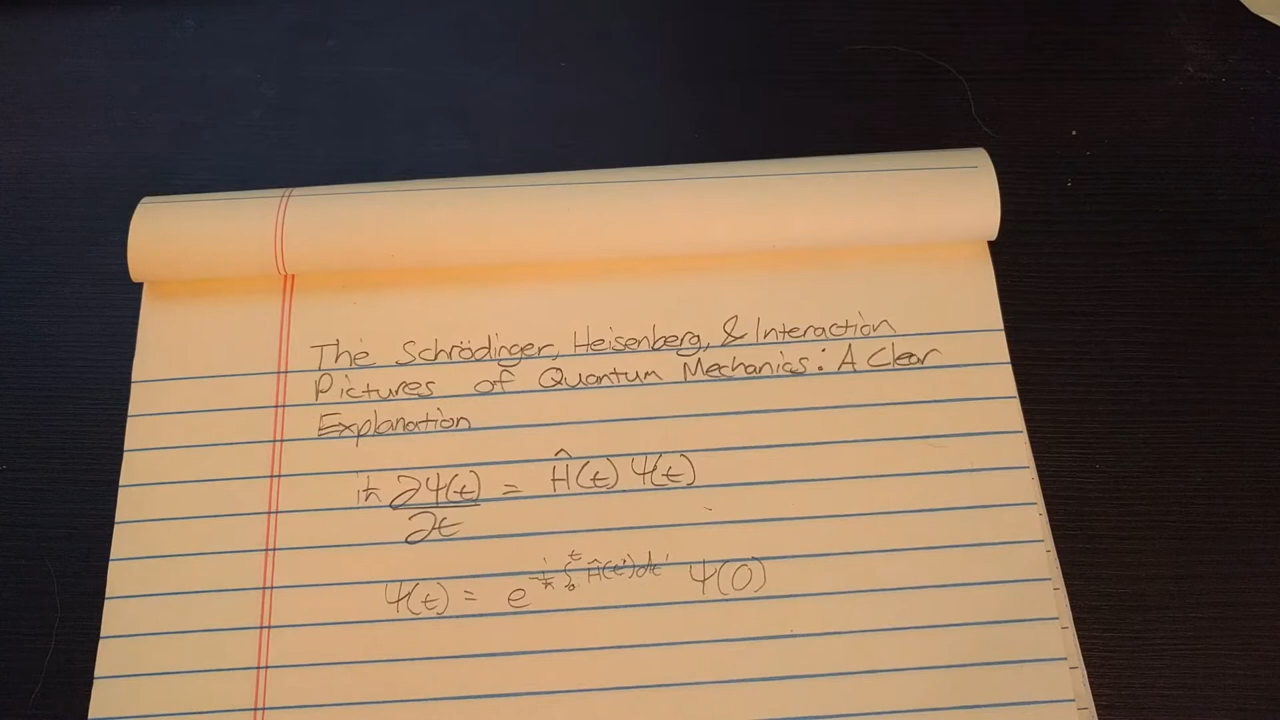 The Schrödinger, Heisenberg, & Interaction
Pictures of Quantum Mechanics: A Clear
Explanation
iħ ∂Ψ(t)/∂t = Ĥ(t) Ψ(t)
Ψ(t) = e^{-i/ħ ∫₀ᵗ Ĥ(t')dt'} Ψ(0)